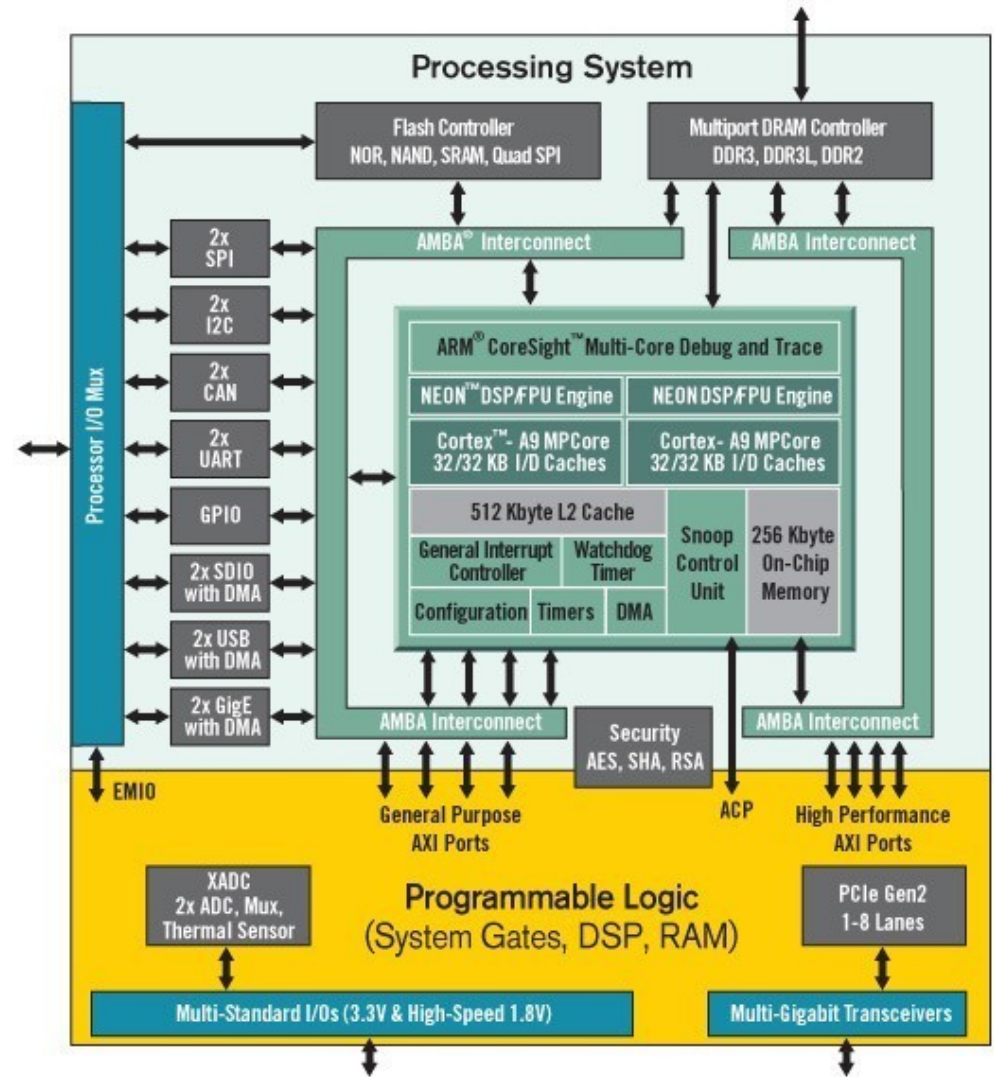 Processing System
Flash Controller
NOR, NAND, SRAM, Quad SPI
Multiport DRAM Controller
DDR3, DDR3L, DDR2
AMBA® Interconnect
AMBA Interconnect
Processor I/O Mux
2x
SPI
2x
I2C
2x
CAN
2x
UART
GPIO
2x SDIO
with DMA
2x USB
with DMA
2x GigE
with DMA
ARM® CoreSight™ Multi-Core Debug and Trace
NEON™ DSP/FPU Engine
NEON DSP/FPU Engine
Cortex™- A9 MPCore
32/32 KB I/D Caches
Cortex- A9 MPCore
32/32 KB I/D Caches
512 Kbyte L2 Cache
General Interrupt
Controller
Watchdog
Timer
Configuration
Timers
DMA
Snoop
Control
Unit
256 Kbyte
On-Chip
Memory
AMBA Interconnect
Security
AES, SHA, RSA
AMBA Interconnect
EMIO
General Purpose
AXI Ports
ACP
High Performance
AXI Ports
XADC
2x ADC, Mux,
Thermal Sensor
Programmable Logic
(System Gates, DSP, RAM)
PCIe Gen2
1-8 Lanes
Multi-Standard I/Os (3.3V & High-Speed 1.8V)
Multi-Gigabit Transceivers